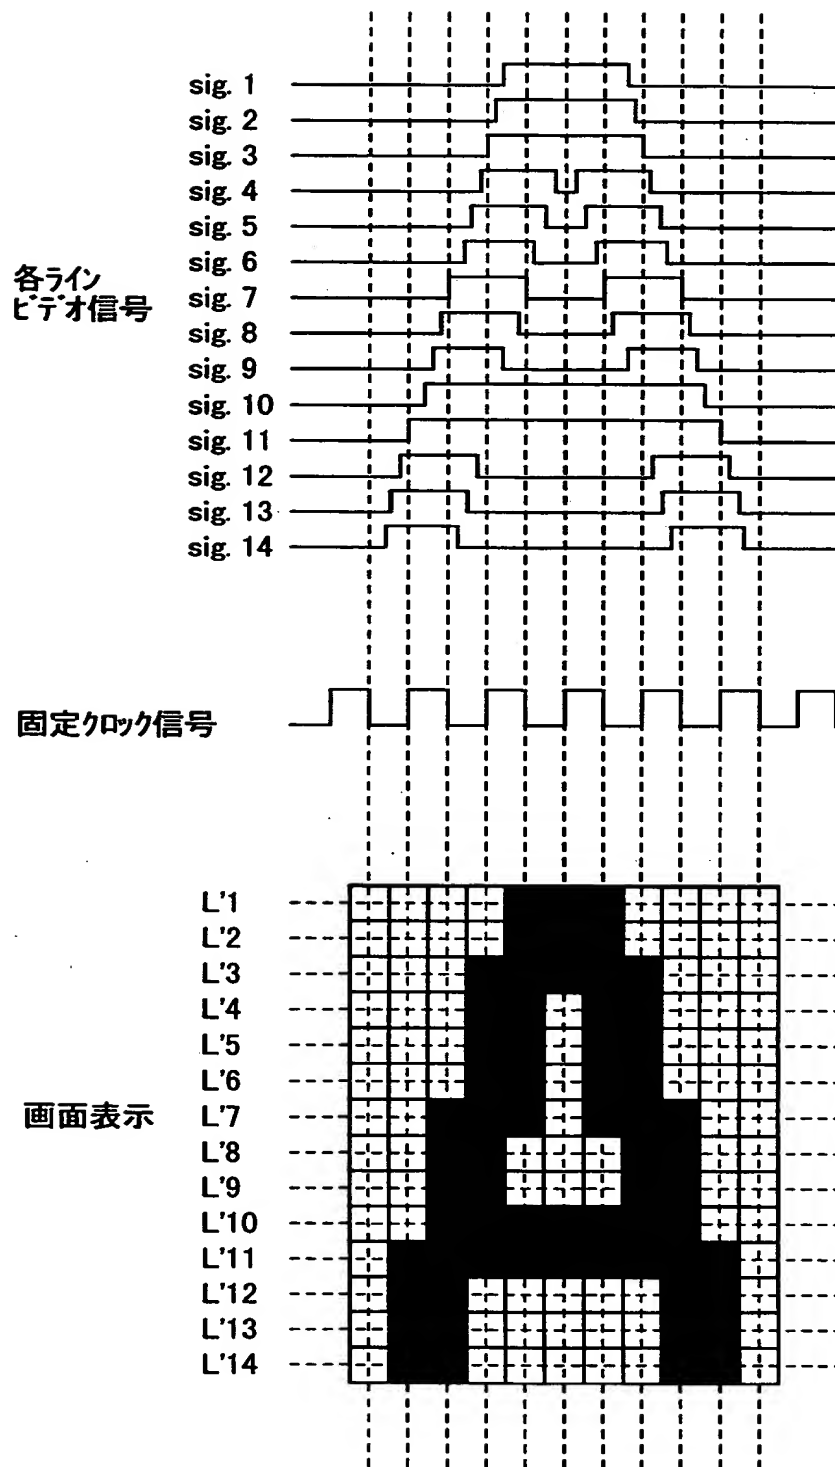 sig. 1
sig. 2
sig. 3
sig. 4
sig. 5
sig. 6
各ライン
ビデオ信号
sig. 7
sig. 8
sig. 9
sig. 10
sig. 11
sig. 12
sig. 13
sig. 14
固定クロック信号
L'1
L'2
L'3
L'4
L'5
L'6
画面表示
L'7
L'8
L'9
L'10
L'11
L'12
L'13
L'14